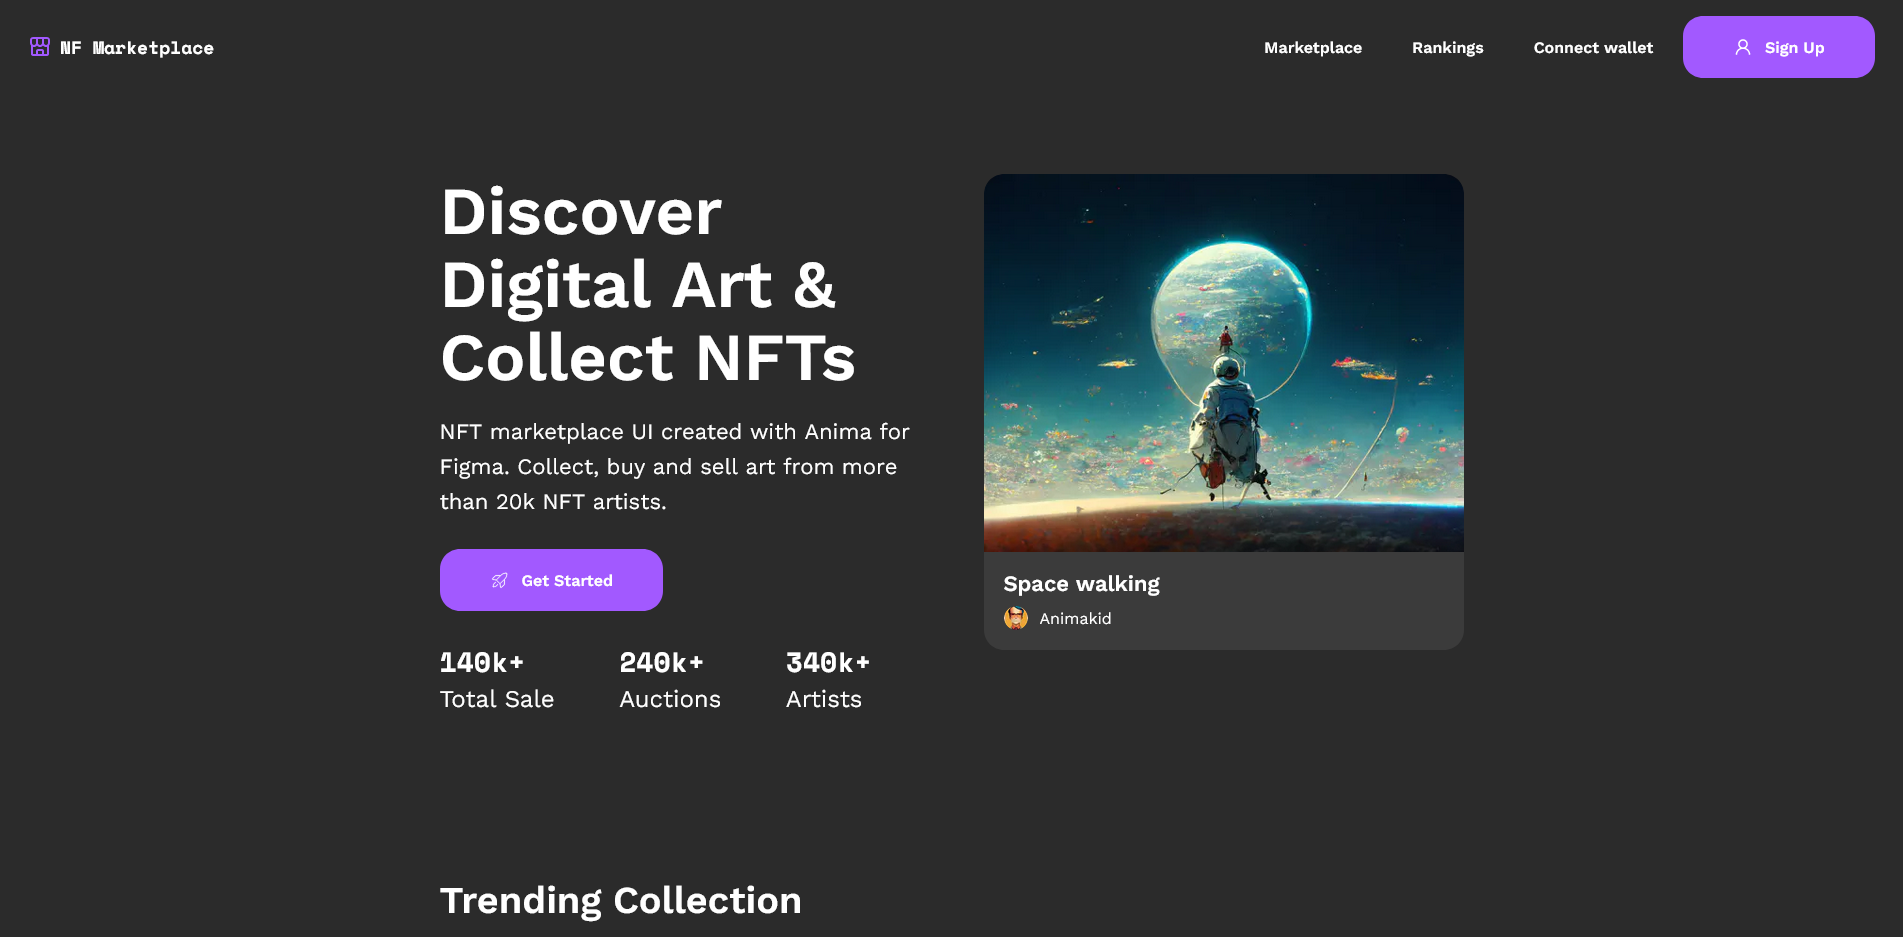 NF Marketplace
Marketplace
Rankings
Connect wallet
Sign Up
Discover
Digital Art &
Collect NFTs
NFT marketplace UI created with Anima for
Figma. Collect, buy and sell art from more
than 20k NFT artists.
Get Started
140k+
Total Sale
240k+
Auctions
340k+
Artists
Space walking
Animakid
Trending Collection